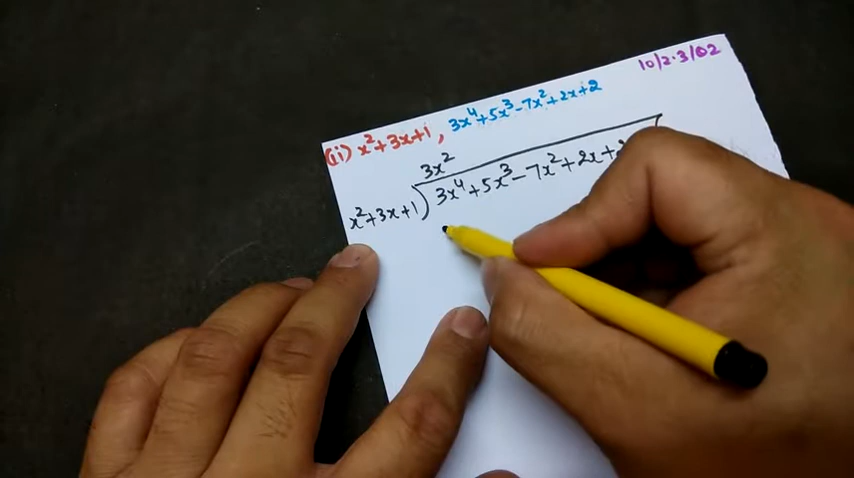 10/2.3/02
(ii) x² + 3x + 1 , 3x⁴ + 5x³ - 7x² + 2x + 2
3x²
x² + 3x + 1 ) 3x⁴ + 5x³ - 7x² + 2x +